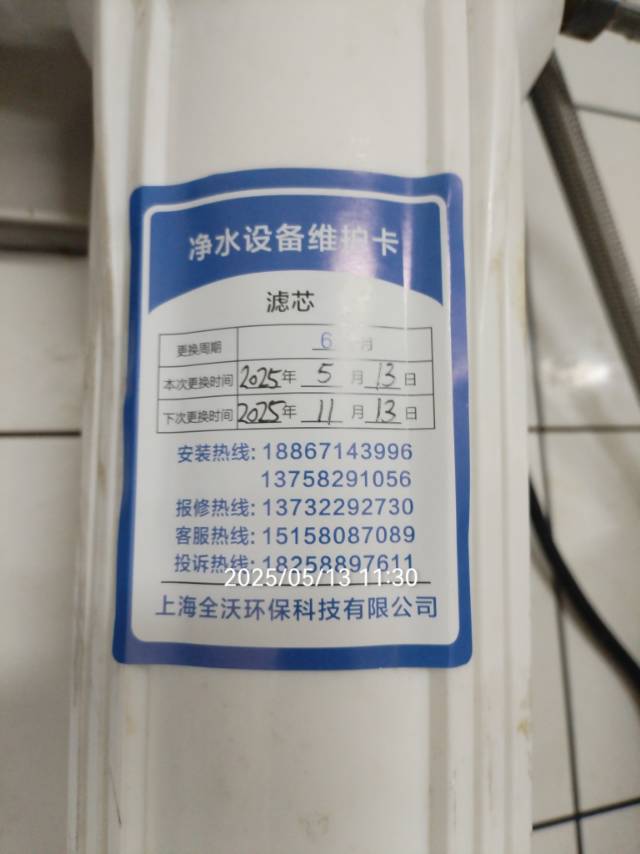 净水设备维护卡
滤芯
更换周期 6 月
本次更换时间 2025年 5 月 13 日
下次更换时间 2025年 11 月 13 日
安装热线: 18867143996
13758291056
报修热线: 13732292730
客服热线: 15158087089
投诉热线: 18258897611
2025/05/13 11:30
上海全沃环保科技有限公司